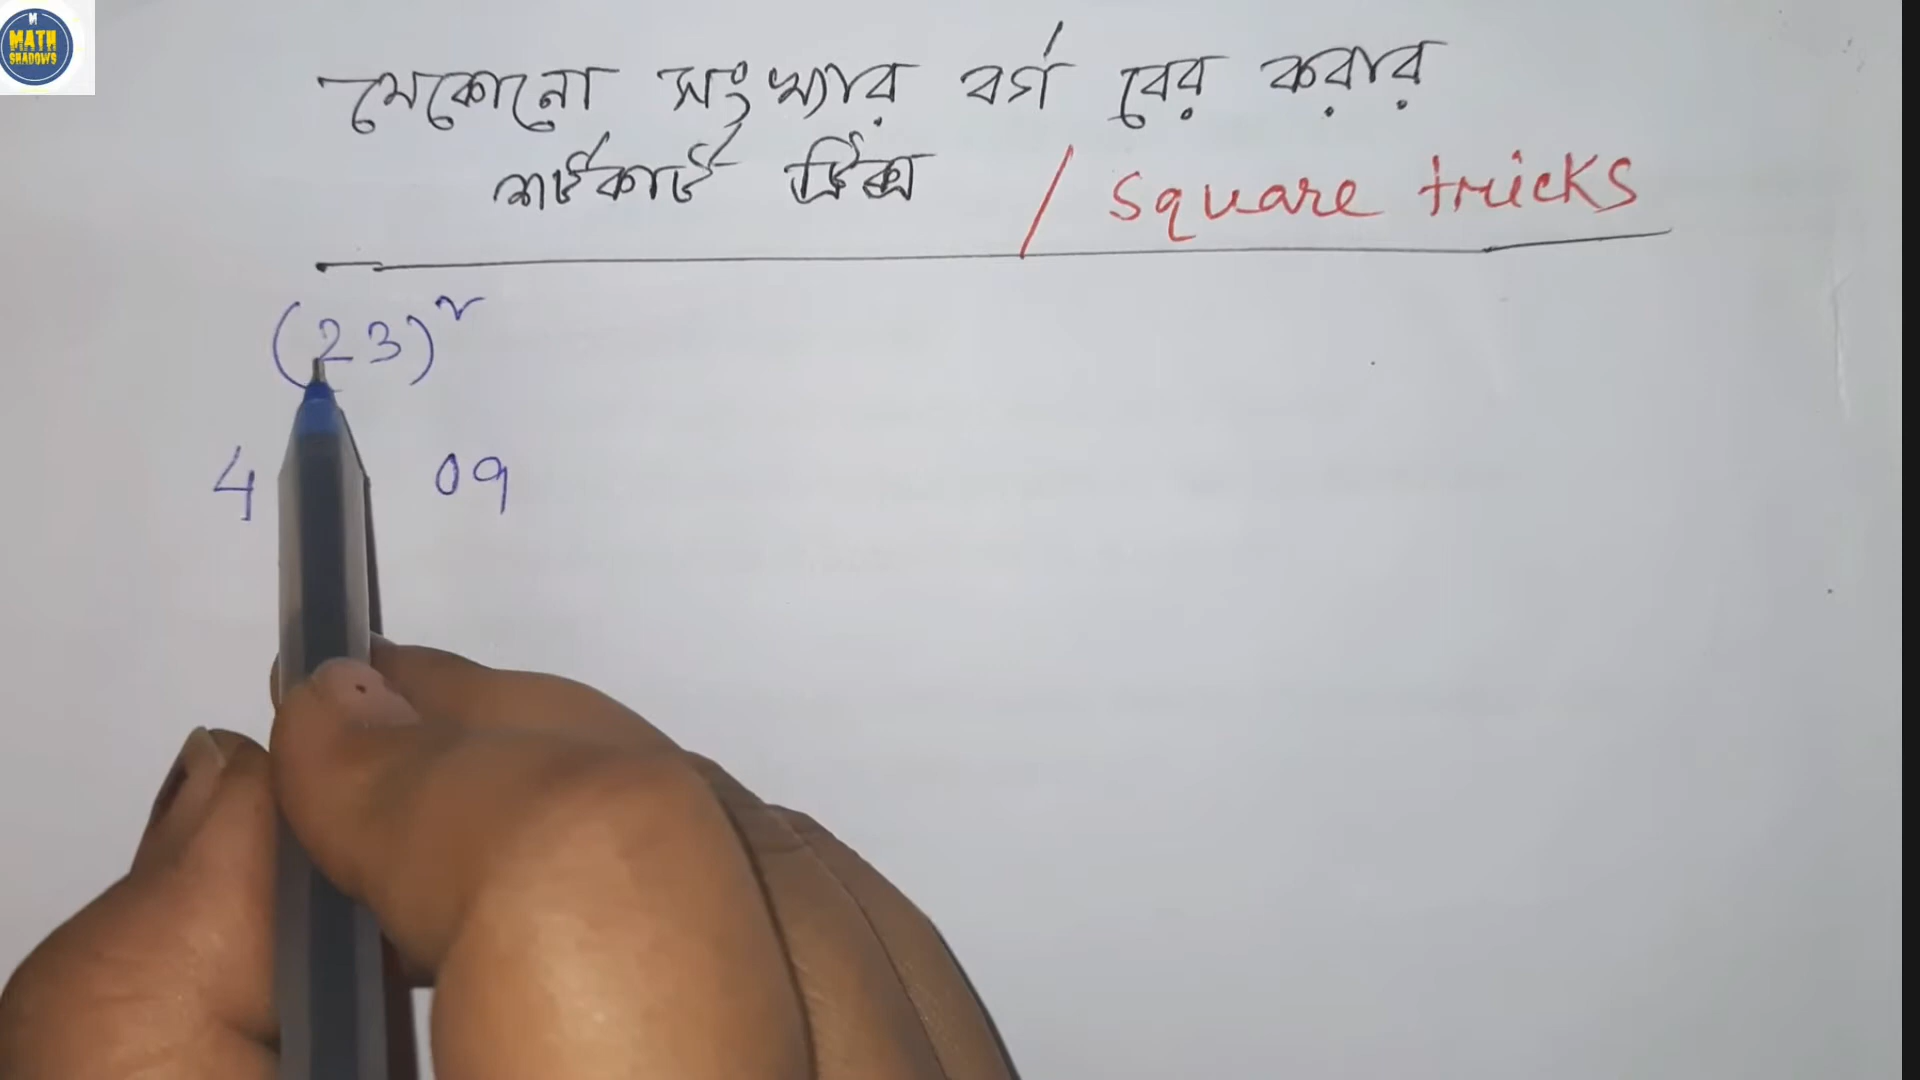 M
MATH
SHADOWS
যেকোনো সংখ্যার বর্গ বের করার
শর্টকার্ট ট্রিক্স / Square tricks
(23)²
4 09